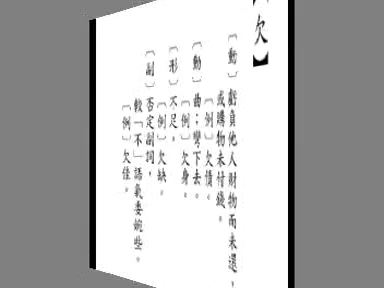 【欠】
〔動〕虧負他人財物而未還，
或購物未付錢。
〔例〕欠債。
〔動〕曲；彎下去。
〔例〕欠身。
〔形〕不足。
〔例〕欠缺。
〔副〕否定副詞，
較「不」語氣委婉些。
〔例〕欠佳。